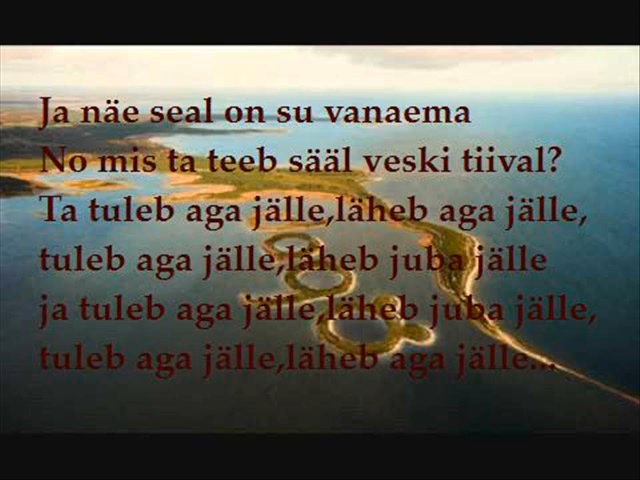 Ja näe seal on su vanaema
No mis ta teeb sääl veski tiival?
Ta tuleb aga jälle,läheb aga jälle,
tuleb aga jälle,läheb juba jälle
ja tuleb aga jälle,läheb juba jälle,
tuleb aga jälle,läheb aga jälle...